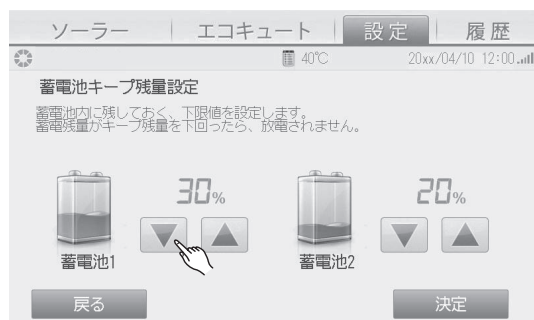 ソーラー エコキュート 設定 履歴
40℃ 20xx/04/10 12:00
蓄電池キープ残量設定
蓄電池内に残しておく、下限値を設定します。
蓄電残量がキープ残量を下回ったら、放電されません。
30% 20%
蓄電池1 蓄電池2
戻る 決定